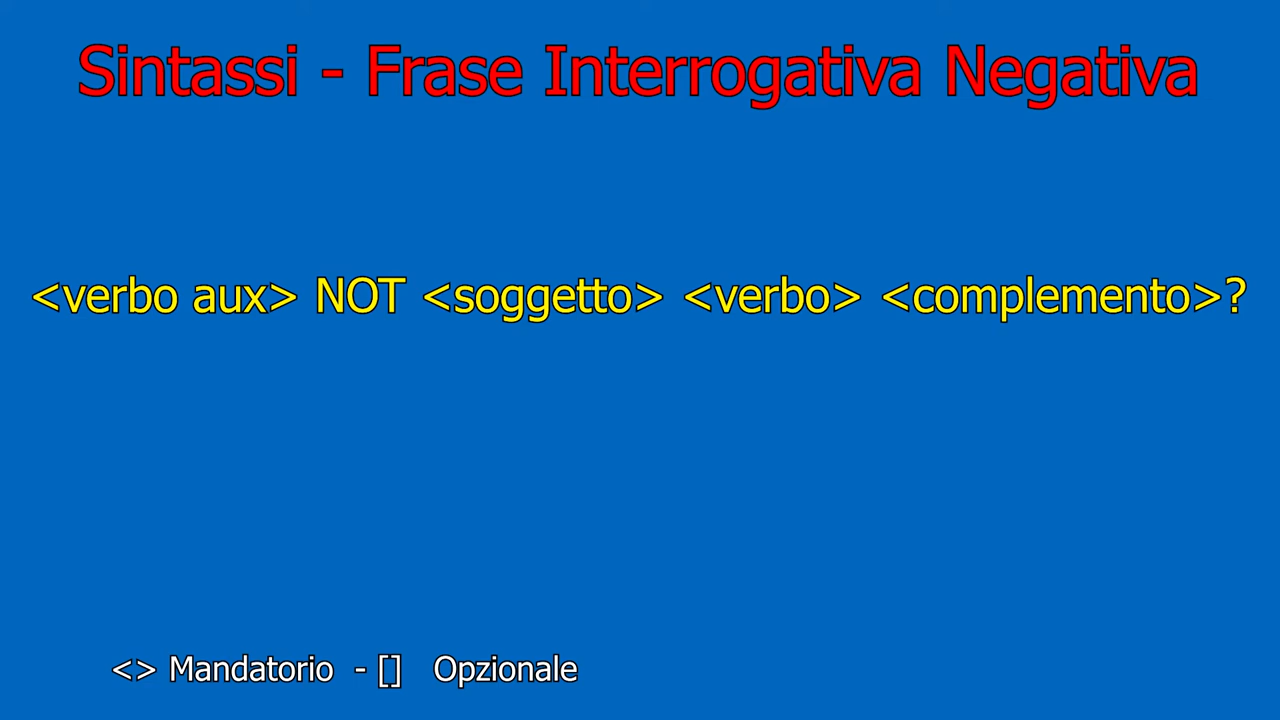 Sintassi - Frase Interrogativa Negativa
<verbo aux> NOT <soggetto> <verbo> <complemento>?
<> Mandatorio - [] Opzionale